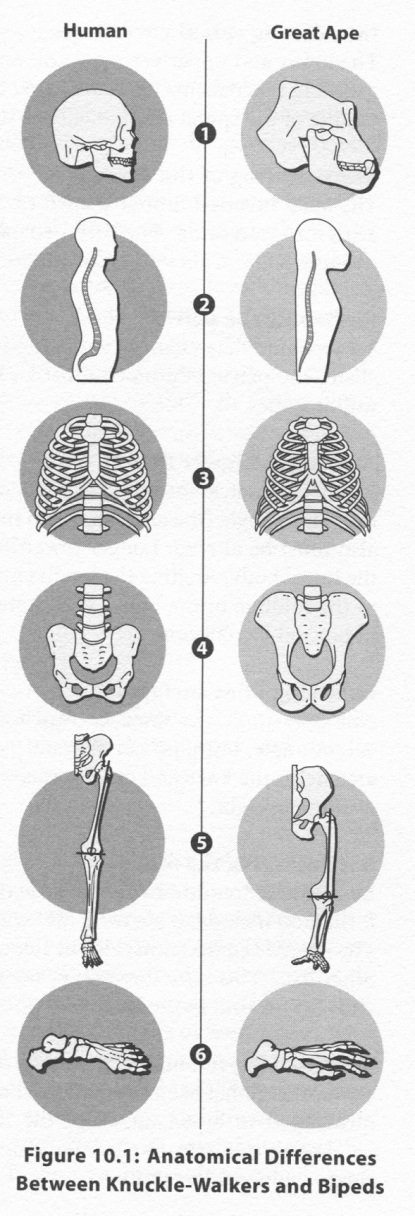 Human Great Ape
1
2
3
4
5
6
Figure 10.1: Anatomical Differences
Between Knuckle-Walkers and Bipeds